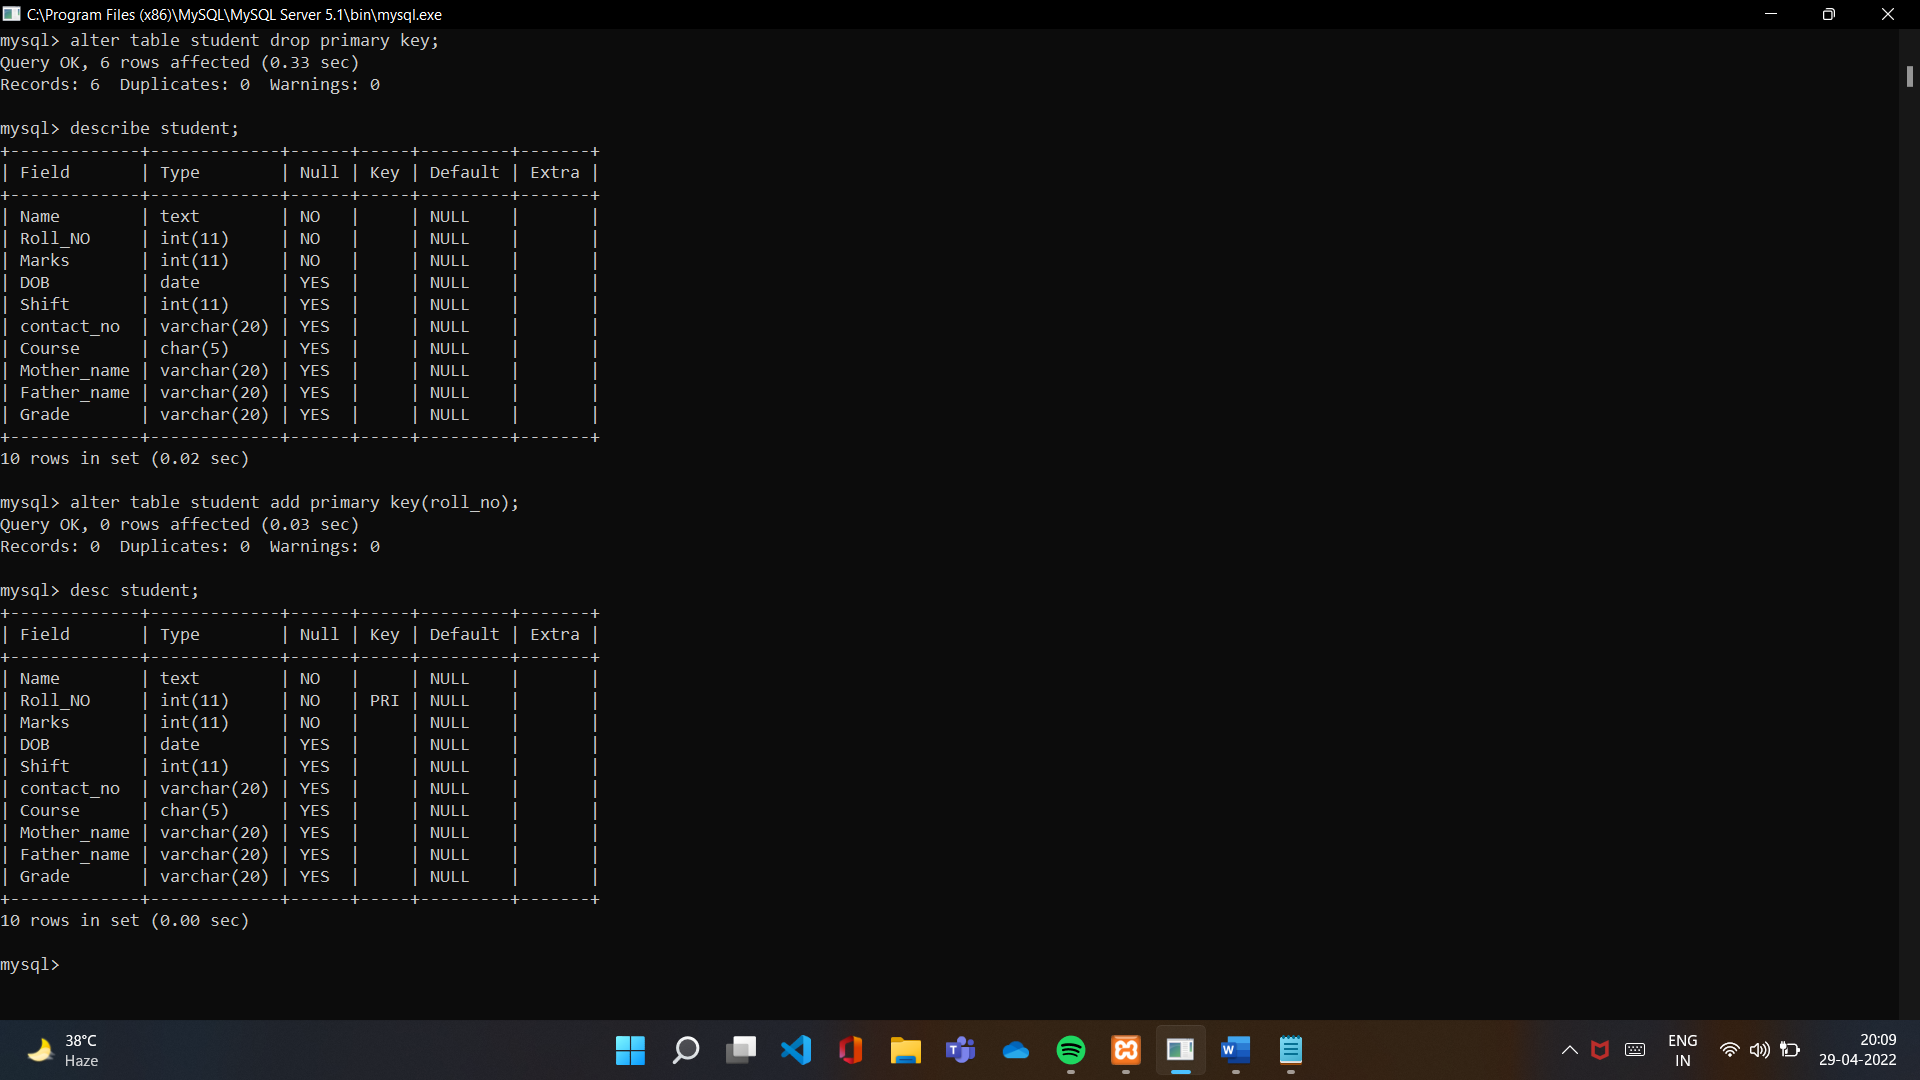 C:\Program Files (x86)\MySQL\MySQL Server 5.1\bin\mysql.exe
mysql> alter table student drop primary key;
Query OK, 6 rows affected (0.33 sec)
Records: 6  Duplicates: 0  Warnings: 0

mysql> describe student;
+-------------+-------------+------+-----+---------+-------+
| Field       | Type        | Null | Key | Default | Extra |
+-------------+-------------+------+-----+---------+-------+
| Name        | text        | NO   |     | NULL    |       |
| Roll_NO     | int(11)     | NO   |     | NULL    |       |
| Marks       | int(11)     | NO   |     | NULL    |       |
| DOB         | date        | YES  |     | NULL    |       |
| Shift       | int(11)     | YES  |     | NULL    |       |
| contact_no  | varchar(20) | YES  |     | NULL    |       |
| Course      | char(5)     | YES  |     | NULL    |       |
| Mother_name | varchar(20) | YES  |     | NULL    |       |
| Father_name | varchar(20) | YES  |     | NULL    |       |
| Grade       | varchar(20) | YES  |     | NULL    |       |
+-------------+-------------+------+-----+---------+-------+
10 rows in set (0.02 sec)

mysql> alter table student add primary key(roll_no);
Query OK, 0 rows affected (0.03 sec)
Records: 0  Duplicates: 0  Warnings: 0

mysql> desc student;
+-------------+-------------+------+-----+---------+-------+
| Field       | Type        | Null | Key | Default | Extra |
+-------------+-------------+------+-----+---------+-------+
| Name        | text        | NO   |     | NULL    |       |
| Roll_NO     | int(11)     | NO   | PRI | NULL    |       |
| Marks       | int(11)     | NO   |     | NULL    |       |
| DOB         | date        | YES  |     | NULL    |       |
| Shift       | int(11)     | YES  |     | NULL    |       |
| contact_no  | varchar(20) | YES  |     | NULL    |       |
| Course      | char(5)     | YES  |     | NULL    |       |
| Mother_name | varchar(20) | YES  |     | NULL    |       |
| Father_name | varchar(20) | YES  |     | NULL    |       |
| Grade       | varchar(20) | YES  |     | NULL    |       |
+-------------+-------------+------+-----+---------+-------+
10 rows in set (0.00 sec)

mysql>
38°C
Haze
ENG
IN
20:09
29-04-2022